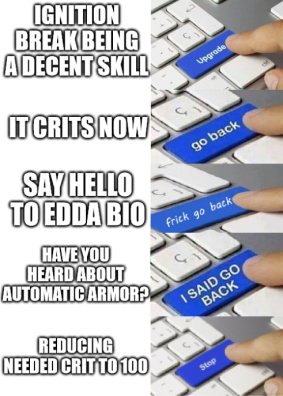 IGNITION
BREAK BEING
A DECENT SKILL
Upgrade
IT CRITS NOW
go back
SAY HELLO
TO EDDA BIO
frick go back
HAVE YOU
HEARD ABOUT
AUTOMATIC ARMOR?
I SAID GO
BACK
REDUCING
NEEDED CRIT TO 100
Stop